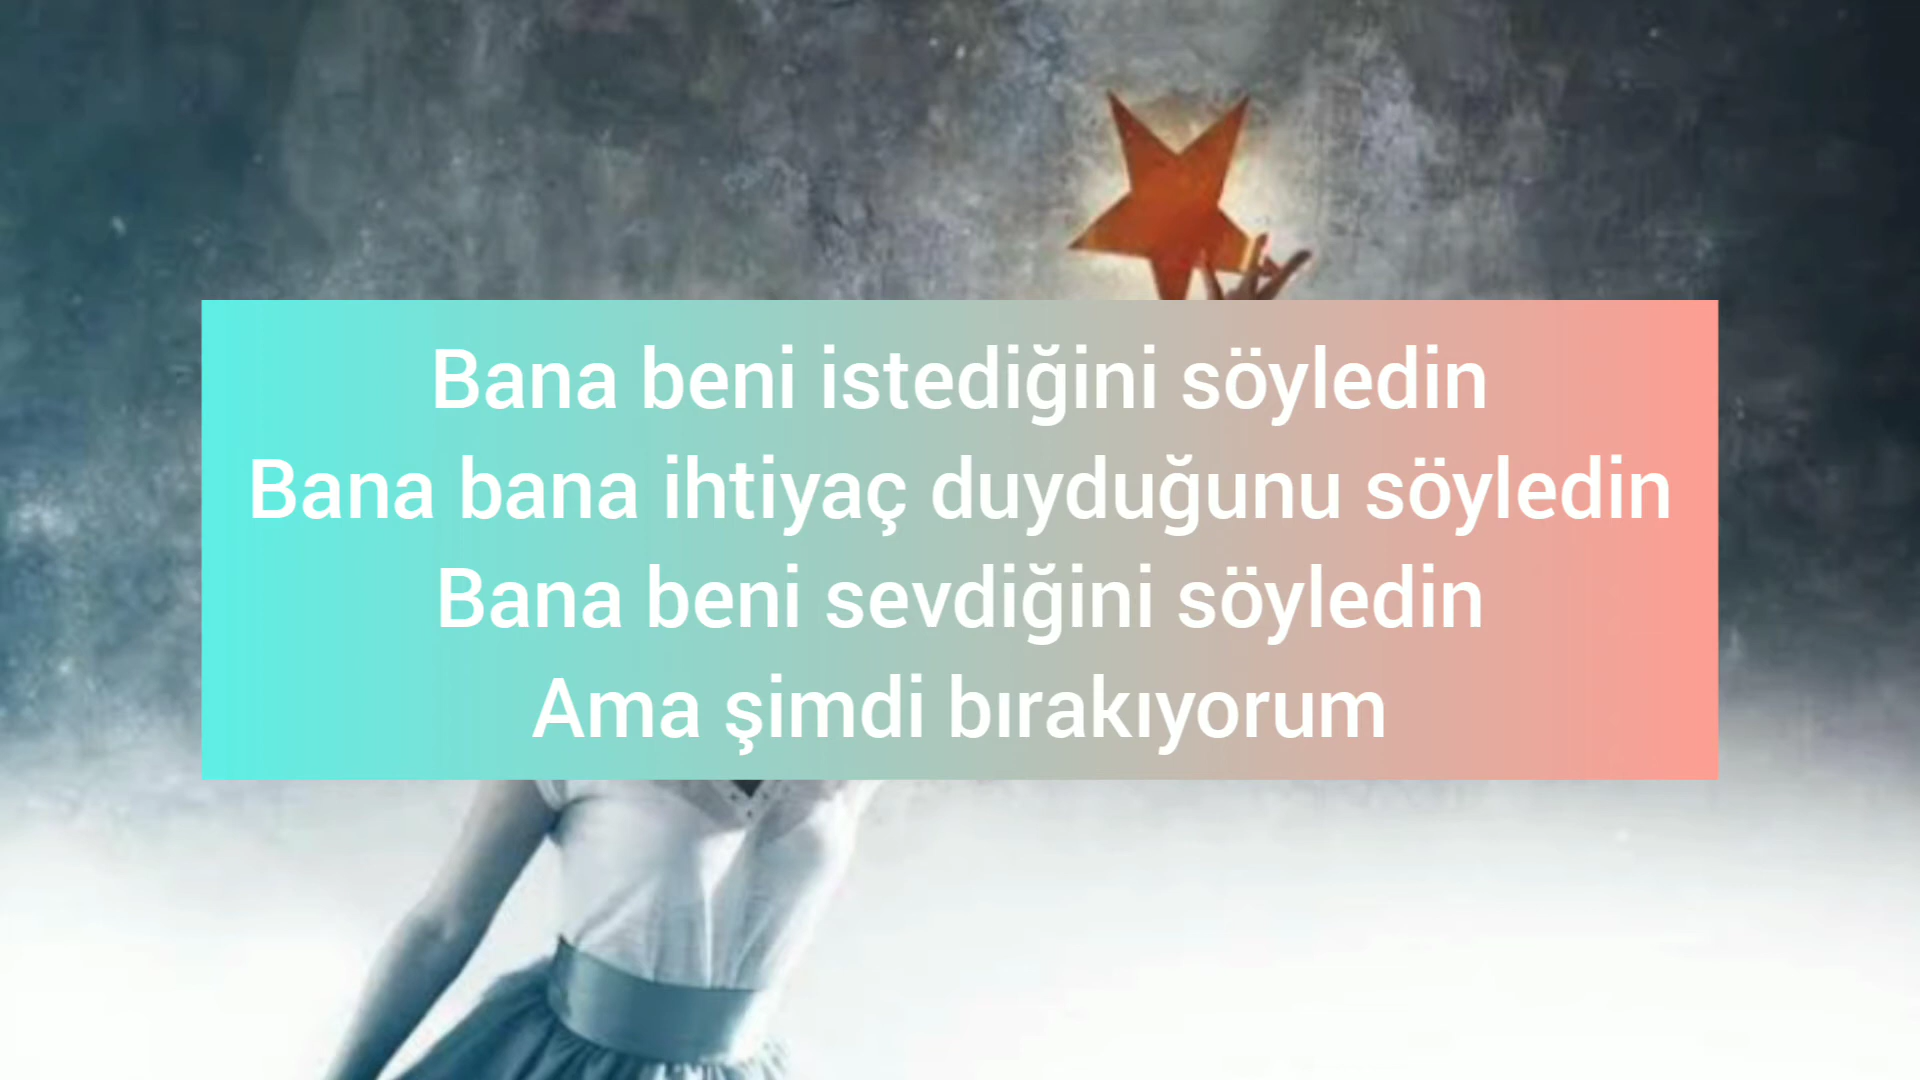 Bana beni istediğini söyledin
Bana bana ihtiyaç duyduğunu söyledin
Bana beni sevdiğini söyledin
Ama şimdi bırakıyorum